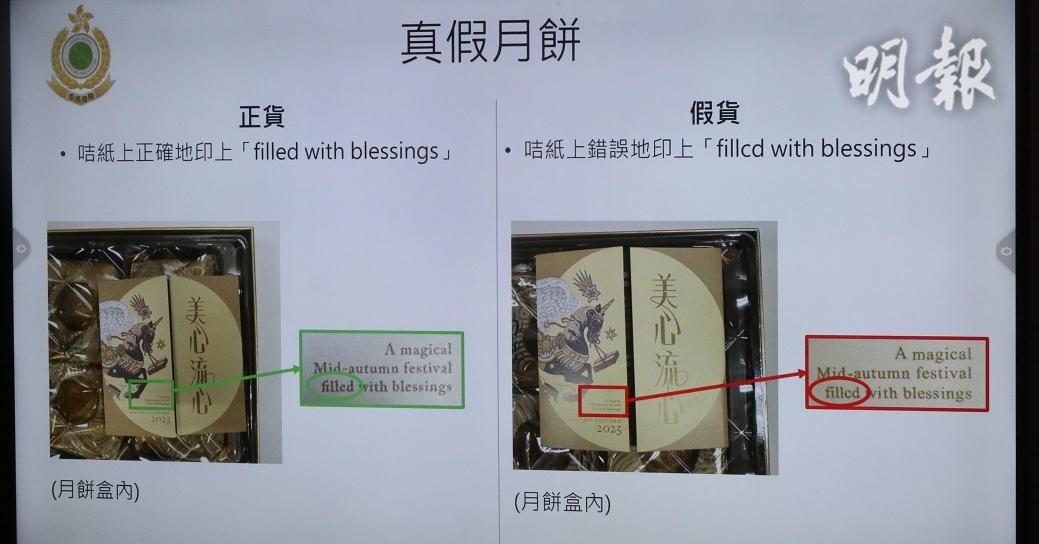 真假月餅
明報
正貨
• 咭紙上正確地印上「filled with blessings」
美心流心
2025
A magical
Mid-autumn festival
filled with blessings
(月餅盒內)
假貨
• 咭紙上錯誤地印上「fillcd with blessings」
美心流心
2025
A magical
Mid-autumn festival
fillcd with blessings
(月餅盒內)